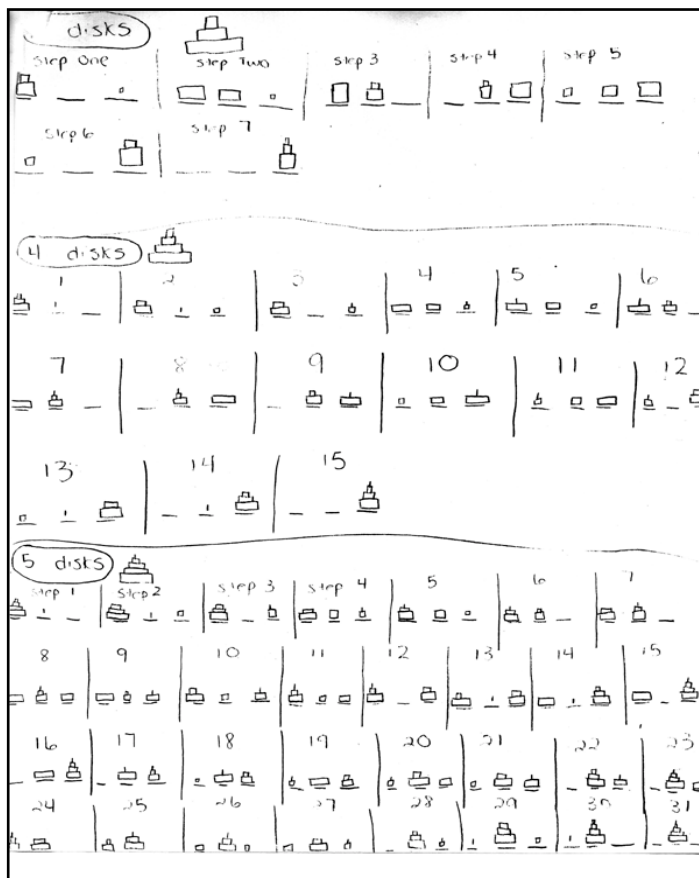 disks
Step One Step Two Step 3 Step 4 Step 5
Step 6 Step 7
4 disks
1 2 3 4 5 6
7 8 9 10 11 12
13 14 15
5 disks
Step 1 Step 2 Step 3 Step 4 5 6 7
8 9 10 11 12 13 14 15
16 17 18 19 20 21 22 23
24 25 26 27 28 29 30 31